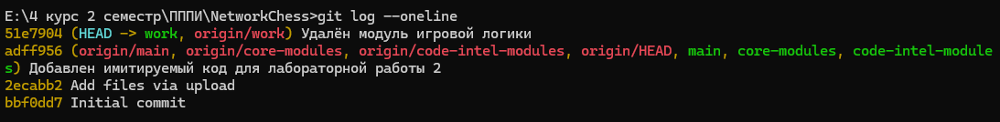 E:\4 курс 2 семестр\ПППИ\NetworkChess>git log --oneline
51e7904 (HEAD -> work, origin/work) Удалён модуль игровой логики
adff956 (origin/main, origin/core-modules, origin/code-intel-modules, origin/HEAD, main, core-modules, code-intel-module
s) Добавлен имитируемый код для лабораторной работы 2
2ecabb2 Add files via upload
bbf0dd7 Initial commit